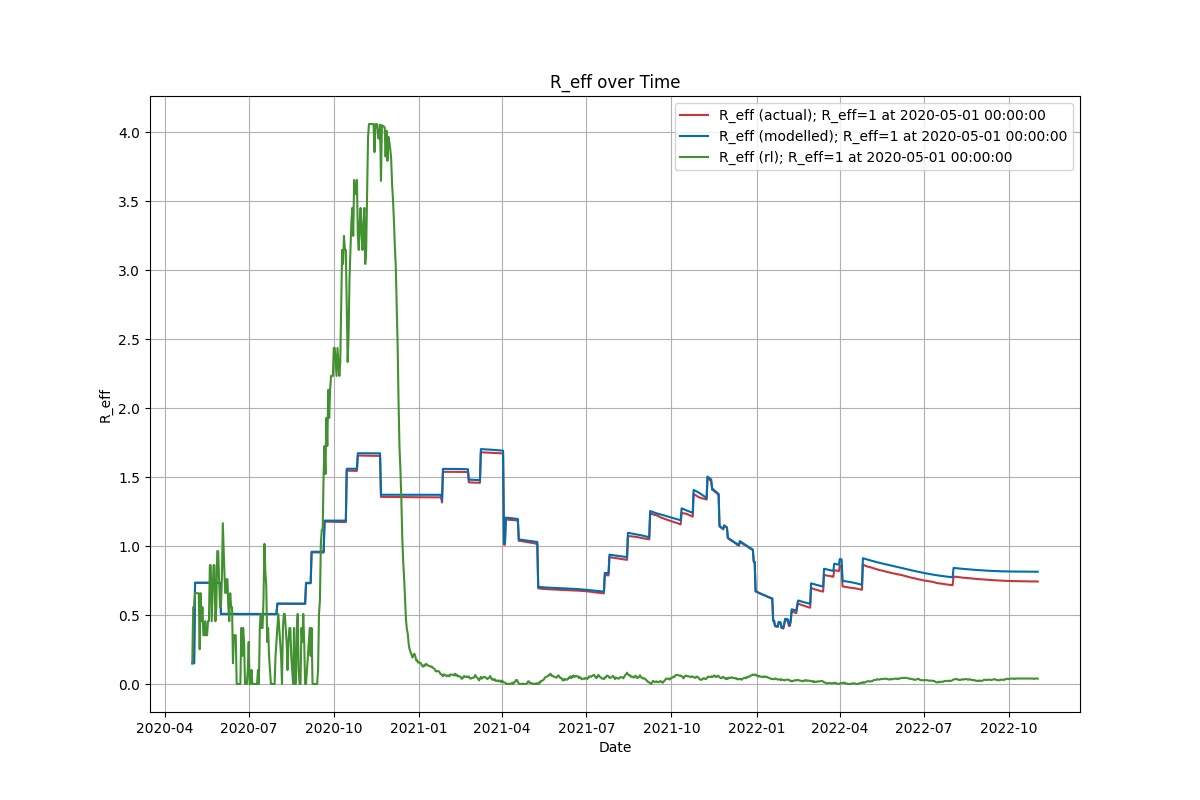 R_eff over Time
R_eff (actual); R_eff=1 at 2020-05-01 00:00:00
R_eff (modelled); R_eff=1 at 2020-05-01 00:00:00
R_eff (rl); R_eff=1 at 2020-05-01 00:00:00
R_eff
4.0
3.5
3.0
2.5
2.0
1.5
1.0
0.5
0.0
2020-04 2020-07 2020-10 2021-01 2021-04 2021-07 2021-10 2022-01 2022-04 2022-07 2022-10
Date